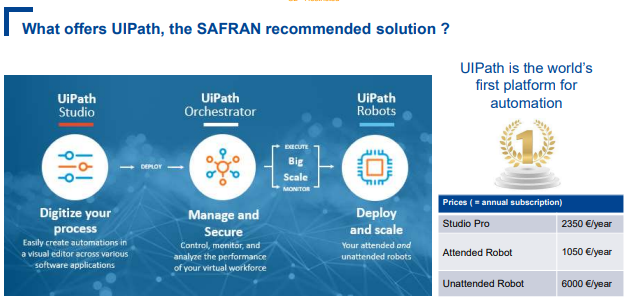 What offers UIPath, the SAFRAN recommended solution ?
UiPath
Studio
UiPath
Orchestrator
UiPath
Robots
DEPLOY
EXECUTE
Big
Scale
MONITOR
Digitize your
process
Easily create automations in
a visual editor across various
software applications
Manage and
Secure
Control, monitor, and
analyze the performance
of your virtual workforce
Deploy
and scale
Your attended and
unattended robots
UIPath is the world's
first platform for
automation
1
Prices ( = annual subscription)
Studio Pro 2350 €/year
Attended Robot 1050 €/year
Unattended Robot 6000 €/year